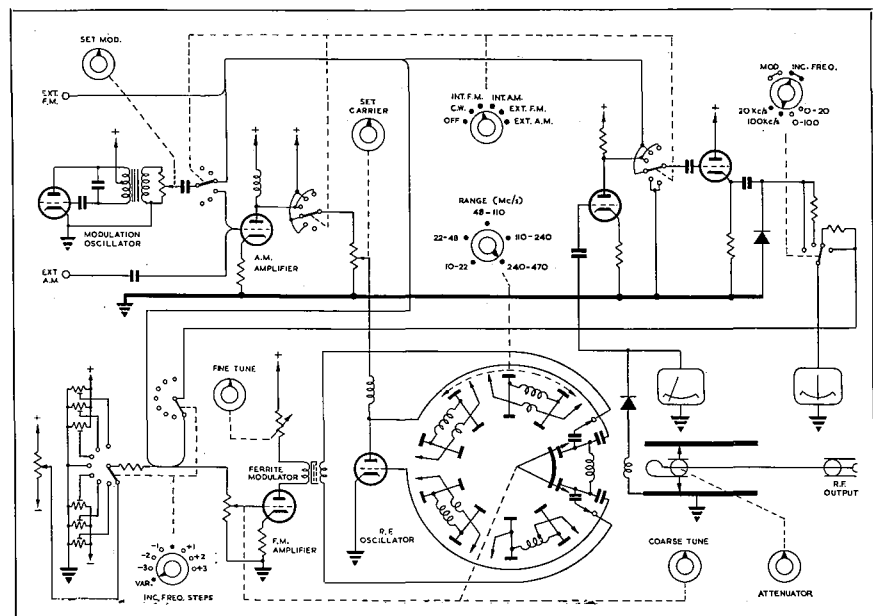 SET MOD.
EXT.
F.M.
MODULATION
OSCILLATOR
EXT
A.M
A.M.
AMPLIFIER
SET
CARRIER
INT.F.M.
INT.A.M.
C.W.
EXT. F.M.
OFF
EXT. A.M.
RANGE (Mc/s)
48-110
22-48
110-240
10-22
240-470
MOD
INC. FREQ.
20 Kc/s
0-20
100Kc/s
0-100
FINE TUNE
FERRITE
MODULATOR
F.M.
AMPLIFIER
R.F.
OSCILLATOR
R.F.
OUTPUT
COARSE TUNE
ATTENUATOR
-1
+1
-2
+2
-3
+3
VAR.
INC. FREQ. STEPS